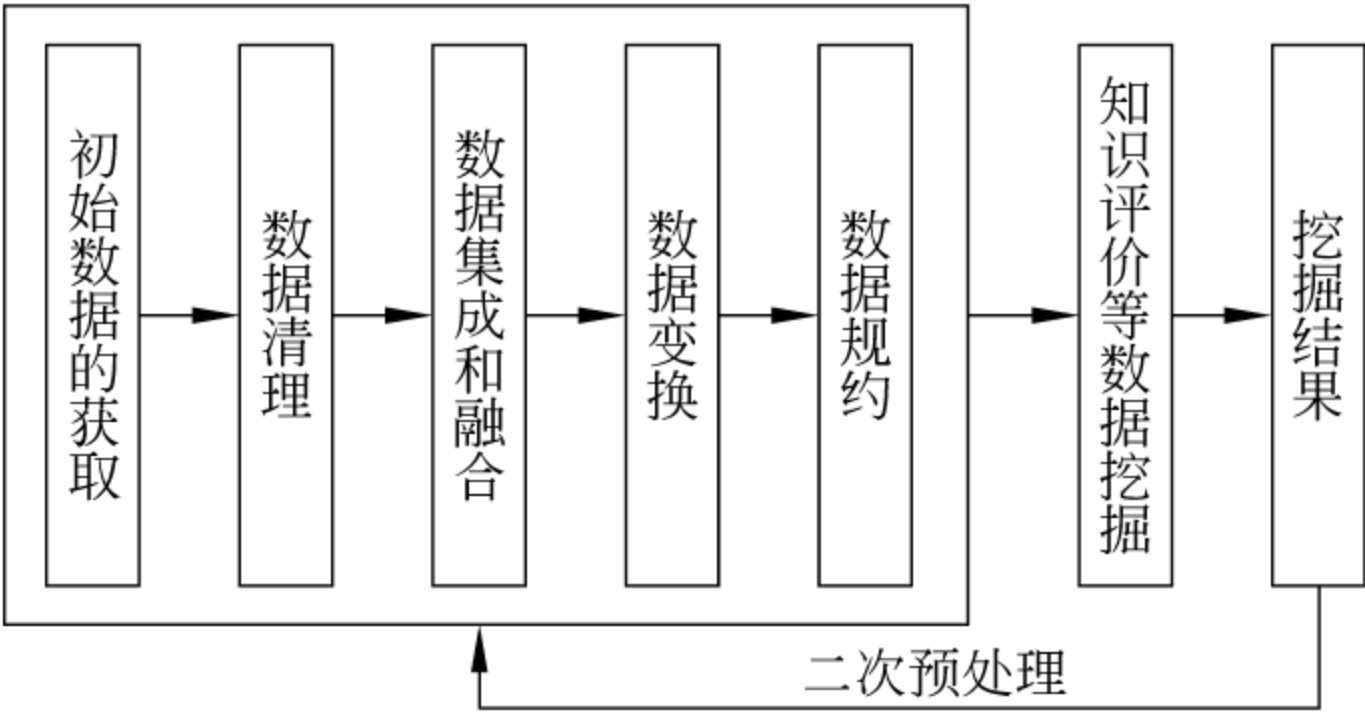 初始数据的获取
数据清理
数据集成和融合
数据变换
数据规约
知识评价等数据挖掘
挖掘结果
二次预处理